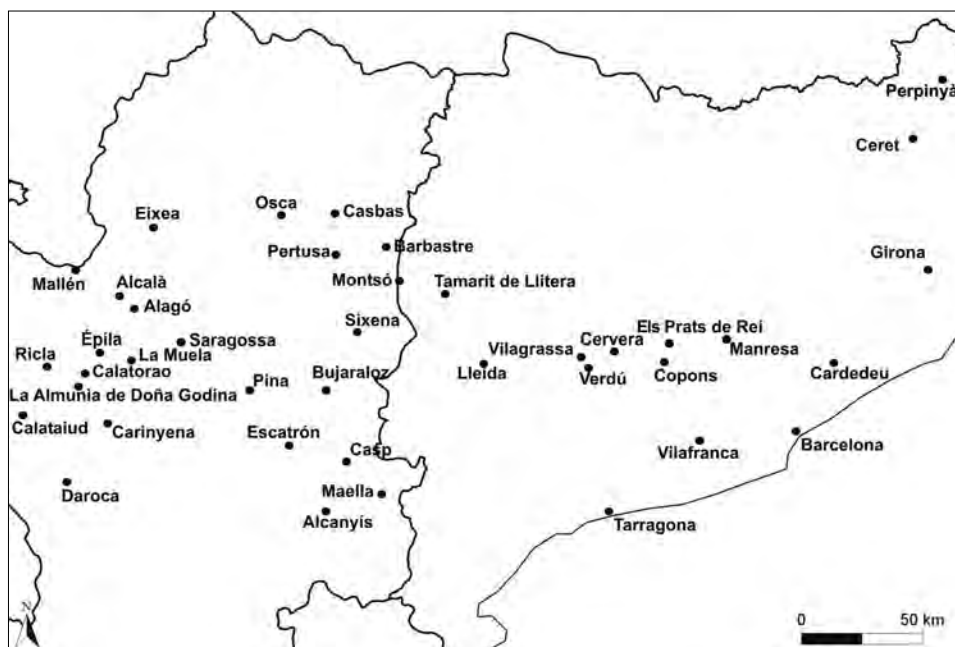 Perpinyà
Ceret
Osca
Casbas
Eixea
Barbastre
Pertusa
Girona
Mallén
Alcalà
Montsó
Tamarit de Llitera
Alagó
Sixena
Els Prats de Rei
Épila
Saragossa
Cervera
Manresa
Ricla
La Muela
Vilagrassa
Calatorao
Lleida
Verdú
Copons
Cardedeu
Pina
Bujaraloz
La Almunia de Doña Godina
Calataiud
Carinyena
Escatrón
Casp
Vilafranca
Barcelona
Daroca
Maella
Alcanyís
Tarragona
N
0 50 km